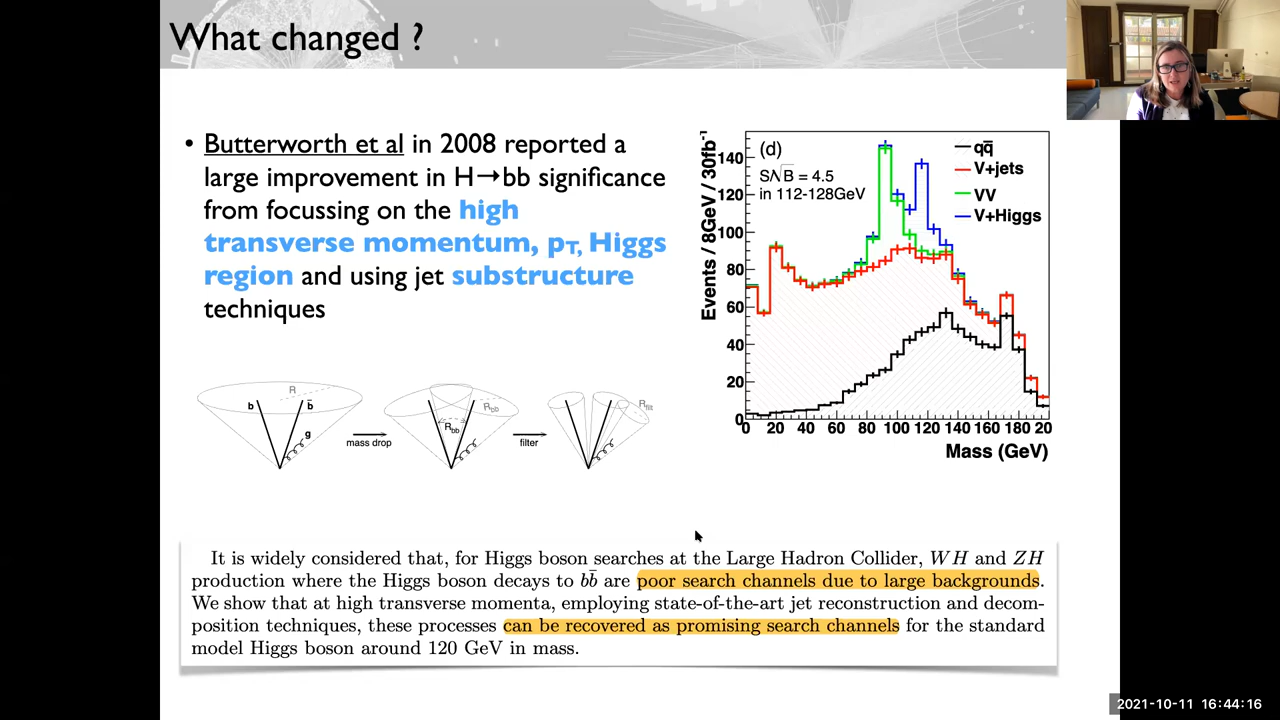 What changed ?
• Butterworth et al in 2008 reported a
large improvement in H→bb significance
from focussing on the high
transverse momentum, pT, Higgs
region and using jet substructure
techniques
(d)
S/√B = 4.5
in 112-128GeV
qq̄
V+jets
VV
V+Higgs
Events / 8GeV / 30fb⁻¹
140
120
100
80
60
40
20
0
0 20 40 60 80 100 120 140 160 180 20
Mass (GeV)
b
R
b̄
g
mass drop
Rbb
Rbb
filter
Rfilt
It is widely considered that, for Higgs boson searches at the Large Hadron Collider, WH and ZH
production where the Higgs boson decays to bb̄ are poor search channels due to large backgrounds.
We show that at high transverse momenta, employing state-of-the-art jet reconstruction and decom-
position techniques, these processes can be recovered as promising search channels for the standard
model Higgs boson around 120 GeV in mass.
2021-10-11 16:44:16